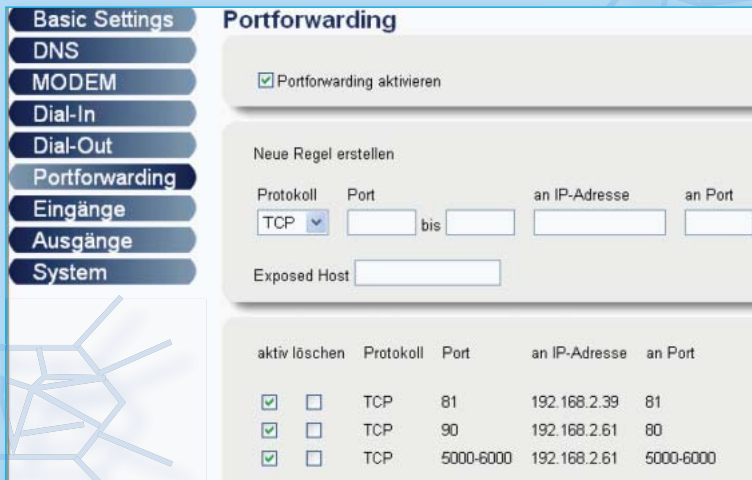 Basic Settings
DNS
MODEM
Dial-In
Dial-Out
Portforwarding
Eingänge
Ausgänge
System
Portforwarding
Portforwarding aktivieren
Neue Regel erstellen
Protokoll Port an IP-Adresse an Port
TCP bis
Exposed Host
aktiv löschen Protokoll Port an IP-Adresse an Port
TCP 81 192.168.2.39 81
TCP 90 192.168.2.61 80
TCP 5000-6000 192.168.2.61 5000-6000